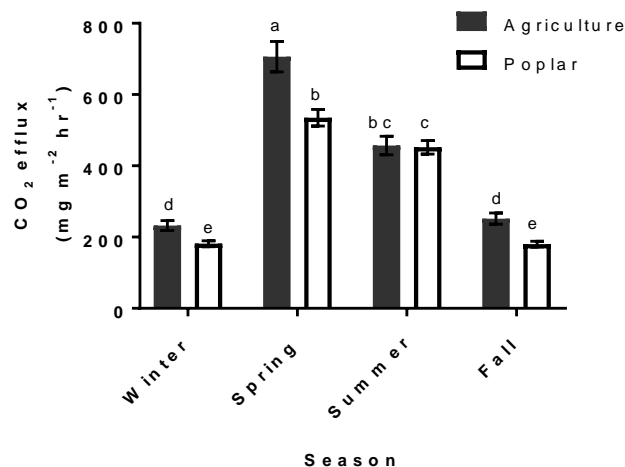 Agriculture
Poplar
CO₂ efflux
(mg m⁻² hr⁻¹)
800
600
400
200
0
a
b
bc c
d e
d e
Winter Spring Summer Fall
Season